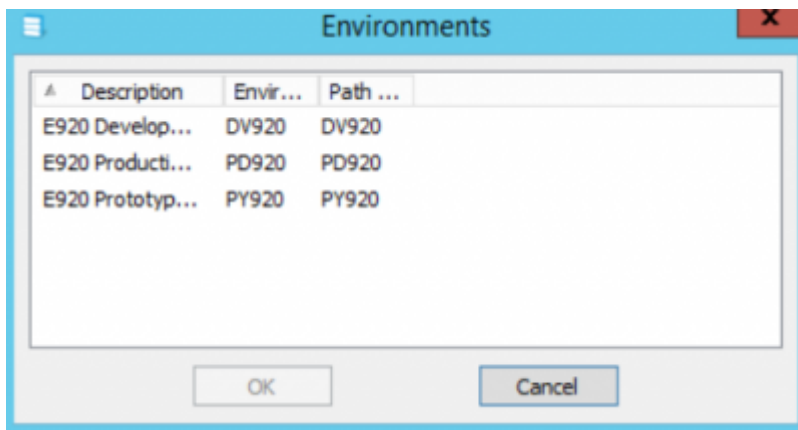 Environments
x
Description Envir... Path ...
E920 Develop... DV920 DV920
E920 Producti... PD920 PD920
E920 Prototyp... PY920 PY920
OK Cancel